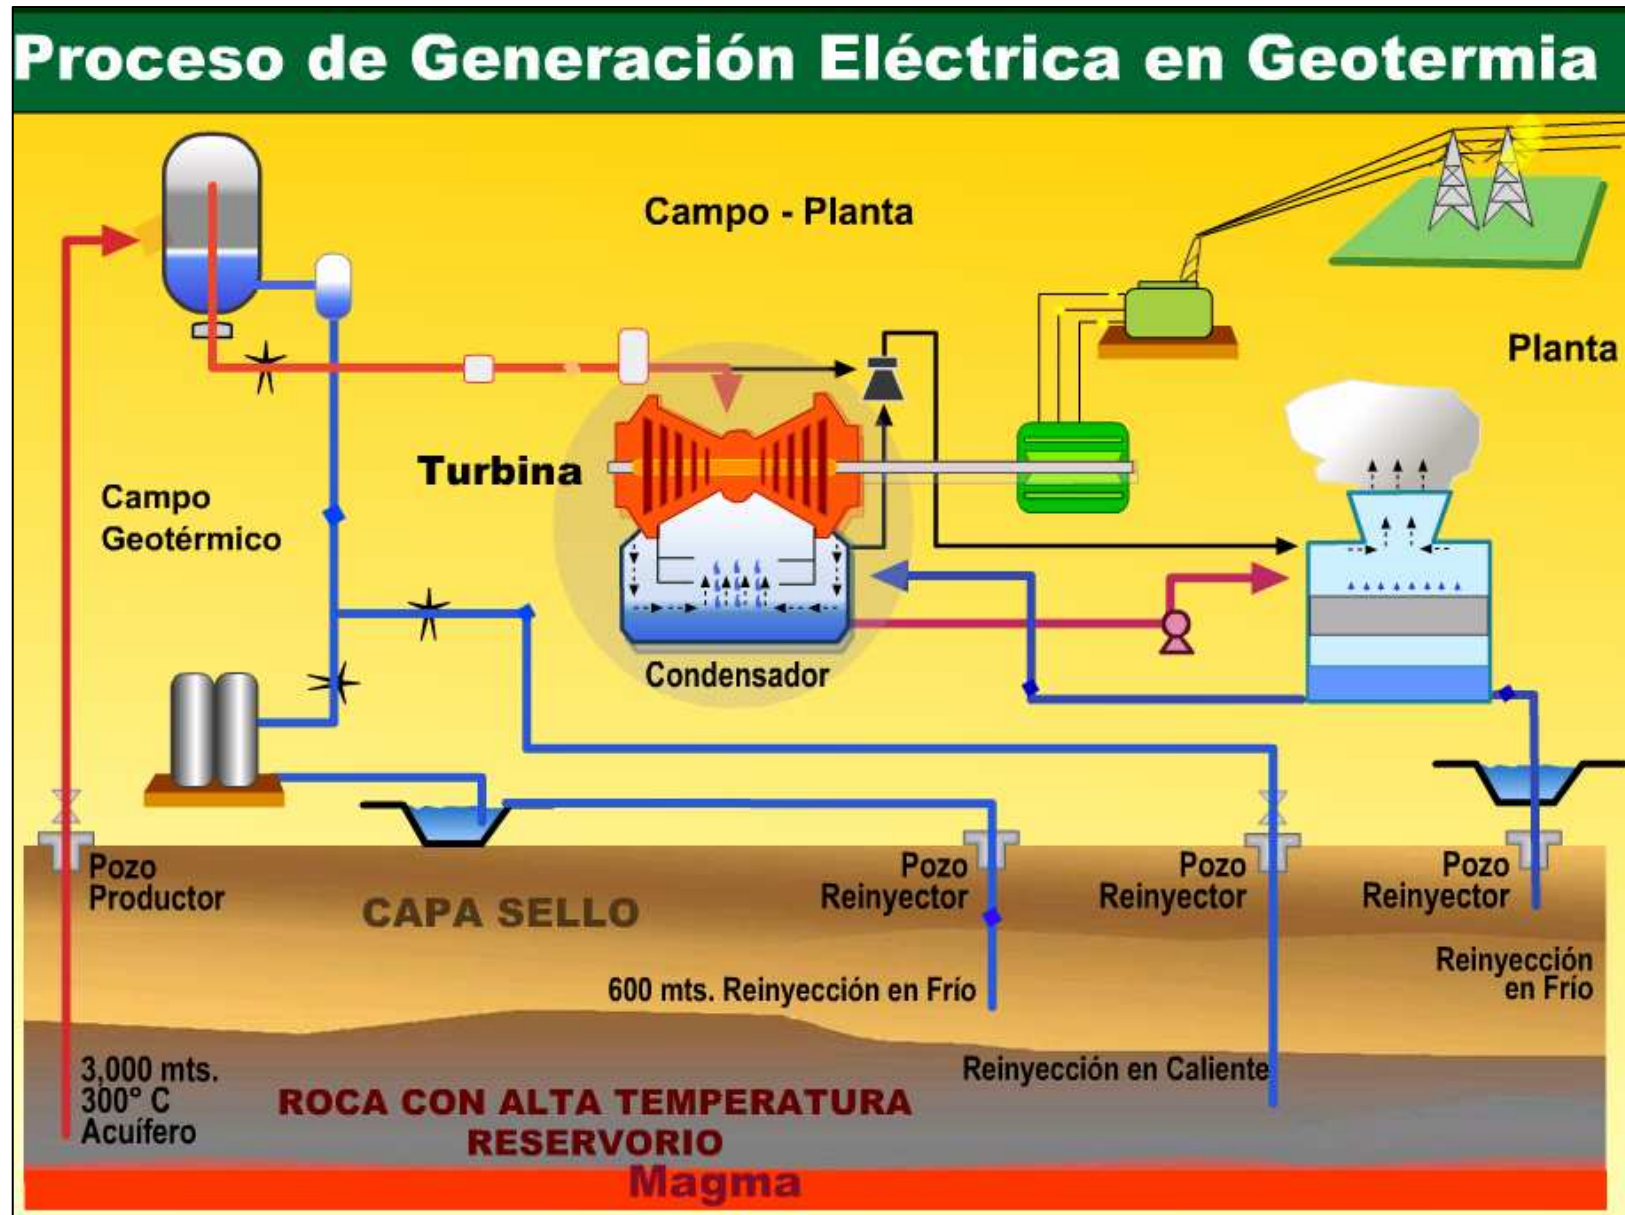 Proceso de Generación Eléctrica en Geotermia
Campo - Planta
Planta
Turbina
Campo
Geotérmico
Condensador
Pozo
Productor
CAPA SELLO
Pozo
Reinyector
Pozo
Reinyector
Pozo
Reinyector
600 mts. Reinyección en Frío
Reinyección
en Frío
3,000 mts.
300° C
Acuífero
Reinyección en Caliente
ROCA CON ALTA TEMPERATURA
RESERVORIO
Magma